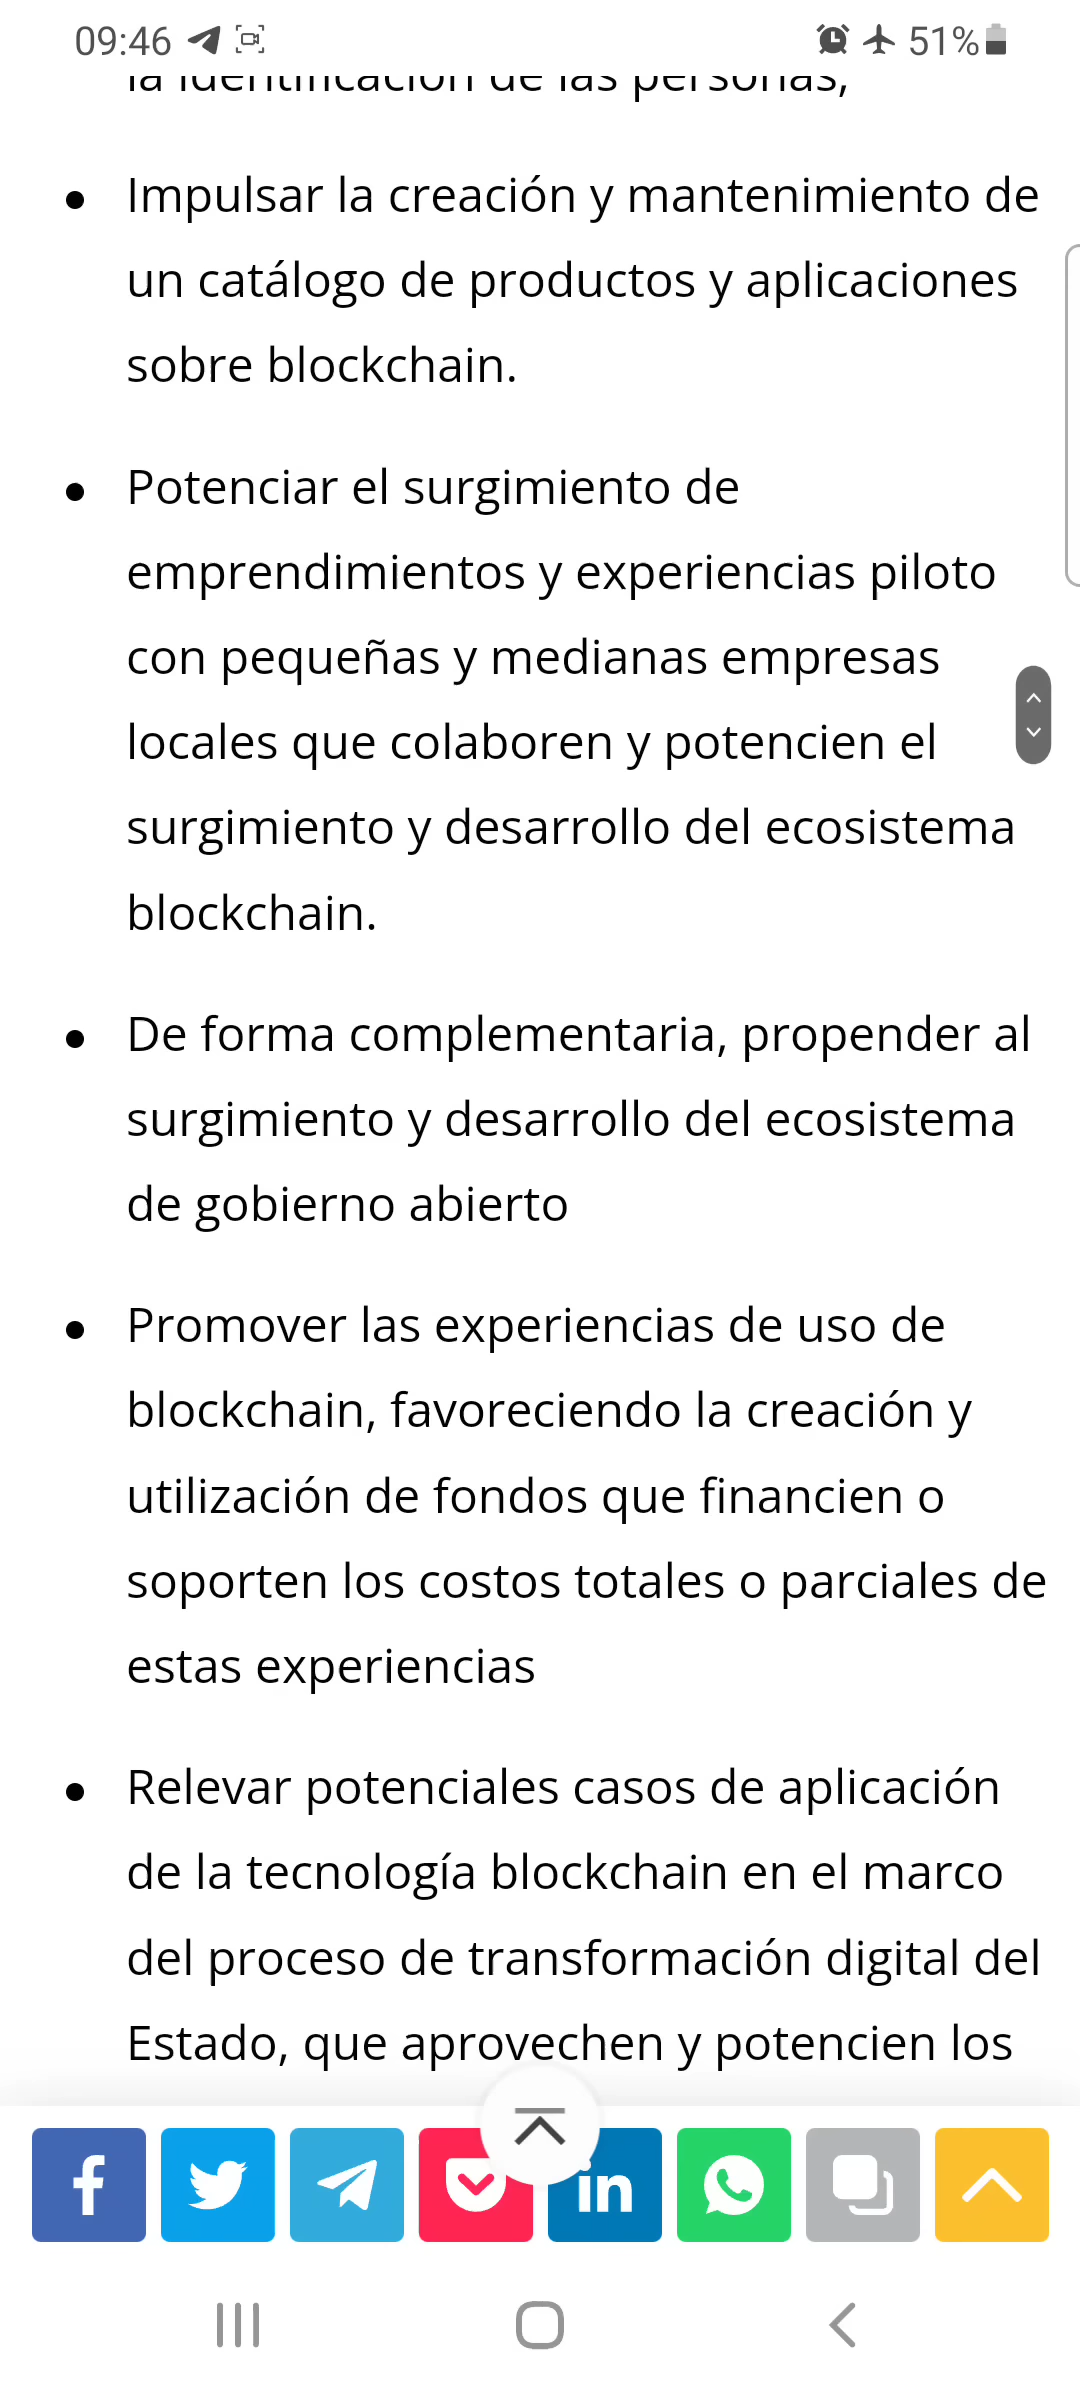 09:46
51%
la identificación de las personas,
Impulsar la creación y mantenimiento de
un catálogo de productos y aplicaciones
sobre blockchain.
Potenciar el surgimiento de
emprendimientos y experiencias piloto
con pequeñas y medianas empresas
locales que colaboren y potencien el
surgimiento y desarrollo del ecosistema
blockchain.
De forma complementaria, propender al
surgimiento y desarrollo del ecosistema
de gobierno abierto
Promover las experiencias de uso de
blockchain, favoreciendo la creación y
utilización de fondos que financien o
soporten los costos totales o parciales de
estas experiencias
Relevar potenciales casos de aplicación
de la tecnología blockchain en el marco
del proceso de transformación digital del
Estado, que aprovechen y potencien los
f
in